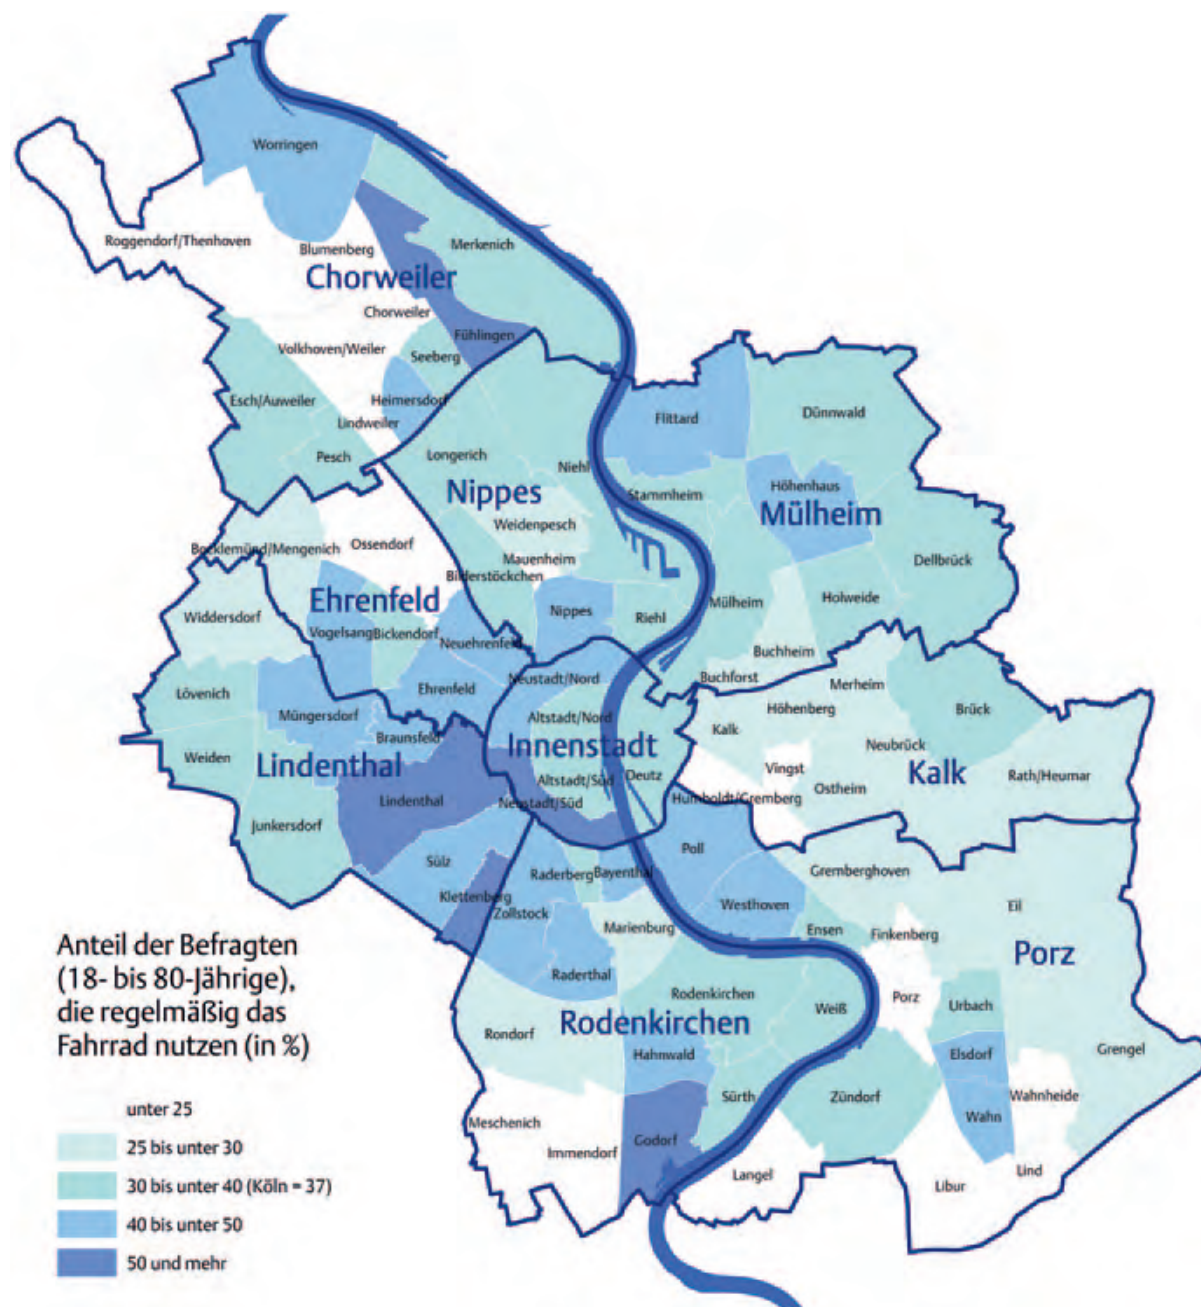 Worringen
Roggendorf/Thenhoven
Blumenberg
Merkenich
Chorweiler
Chorweiler
Fühlingen
Volkhoven/Weiler
Seeberg
Esch/Auweiler
Heimersdorf
Lindweiler
Flittard
Dünnwald
Pesch
Longerich
Niehl
Nippes
Stammheim
Höhenhaus
Mülheim
Weidenpesch
Bocklemünd/Mengenich
Ossendorf
Mauenheim
Bilderstöckchen
Dellbrück
Ehrenfeld
Widdersdorf
Vogelsang
Bickendorf
Neuehrenfeld
Nippes
Riehl
Mülheim
Holweide
Buchheim
Buchforst
Neustadt/Nord
Ehrenfeld
Lövenich
Müngersdorf
Merheim
Höhenberg
Brück
Altstadt/Nord
Kalk
Braunsfeld
Innenstadt
Neubrück
Weiden
Lindenthal
Vingst
Kalk
Rath/Heumar
Altstadt/Süd
Deutz
Ostheim
Lindenthal
Neustadt/Süd
Humboldt/Gremberg
Junkersdorf
Poll
Sülz
Raderberg
Bayenthal
Gremberghoven
Klettenberg
Zollstock
Westhoven
Eil
Marienburg
Ensen
Finkenberg
Porz
Raderthal
Rodenkirchen
Weiß
Porz
Urbach
Rodenkirchen
Rondorf
Hahnwald
Elsdorf
Grengel
Sürth
Zündorf
Wahnheide
Wahn
Meschenich
Godorf
Immendorf
Langel
Libur
Lind
Anteil der Befragten
(18- bis 80-Jährige),
die regelmäßig das
Fahrrad nutzen (in %)
unter 25
25 bis unter 30
30 bis unter 40 (Köln = 37)
40 bis unter 50
50 und mehr